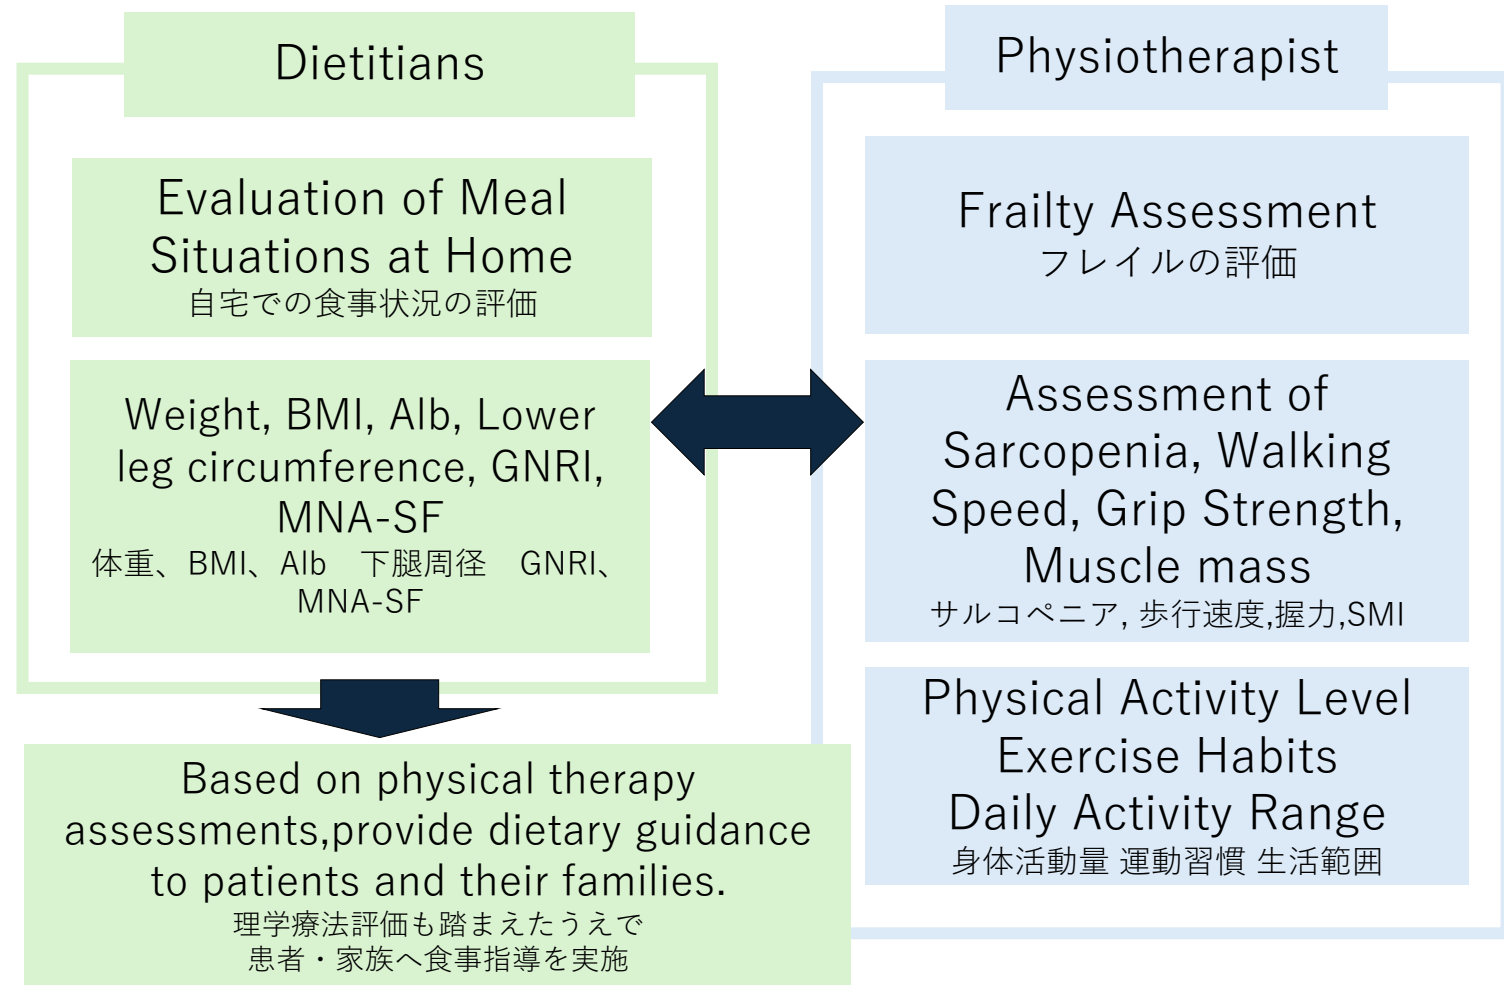 Dietitians
Evaluation of Meal
Situations at Home
自宅での食事状況の評価
Weight, BMI, Alb, Lower
leg circumference, GNRI,
MNA-SF
体重、BMI、Alb　下腿周径　GNRI、
MNA-SF
Based on physical therapy
assessments,provide dietary guidance
to patients and their families.
理学療法評価も踏まえたうえで
患者・家族へ食事指導を実施
Physiotherapist
Frailty Assessment
フレイルの評価
Assessment of
Sarcopenia, Walking
Speed, Grip Strength,
Muscle mass
サルコペニア, 歩行速度,握力,SMI
Physical Activity Level
Exercise Habits
Daily Activity Range
身体活動量 運動習慣 生活範囲